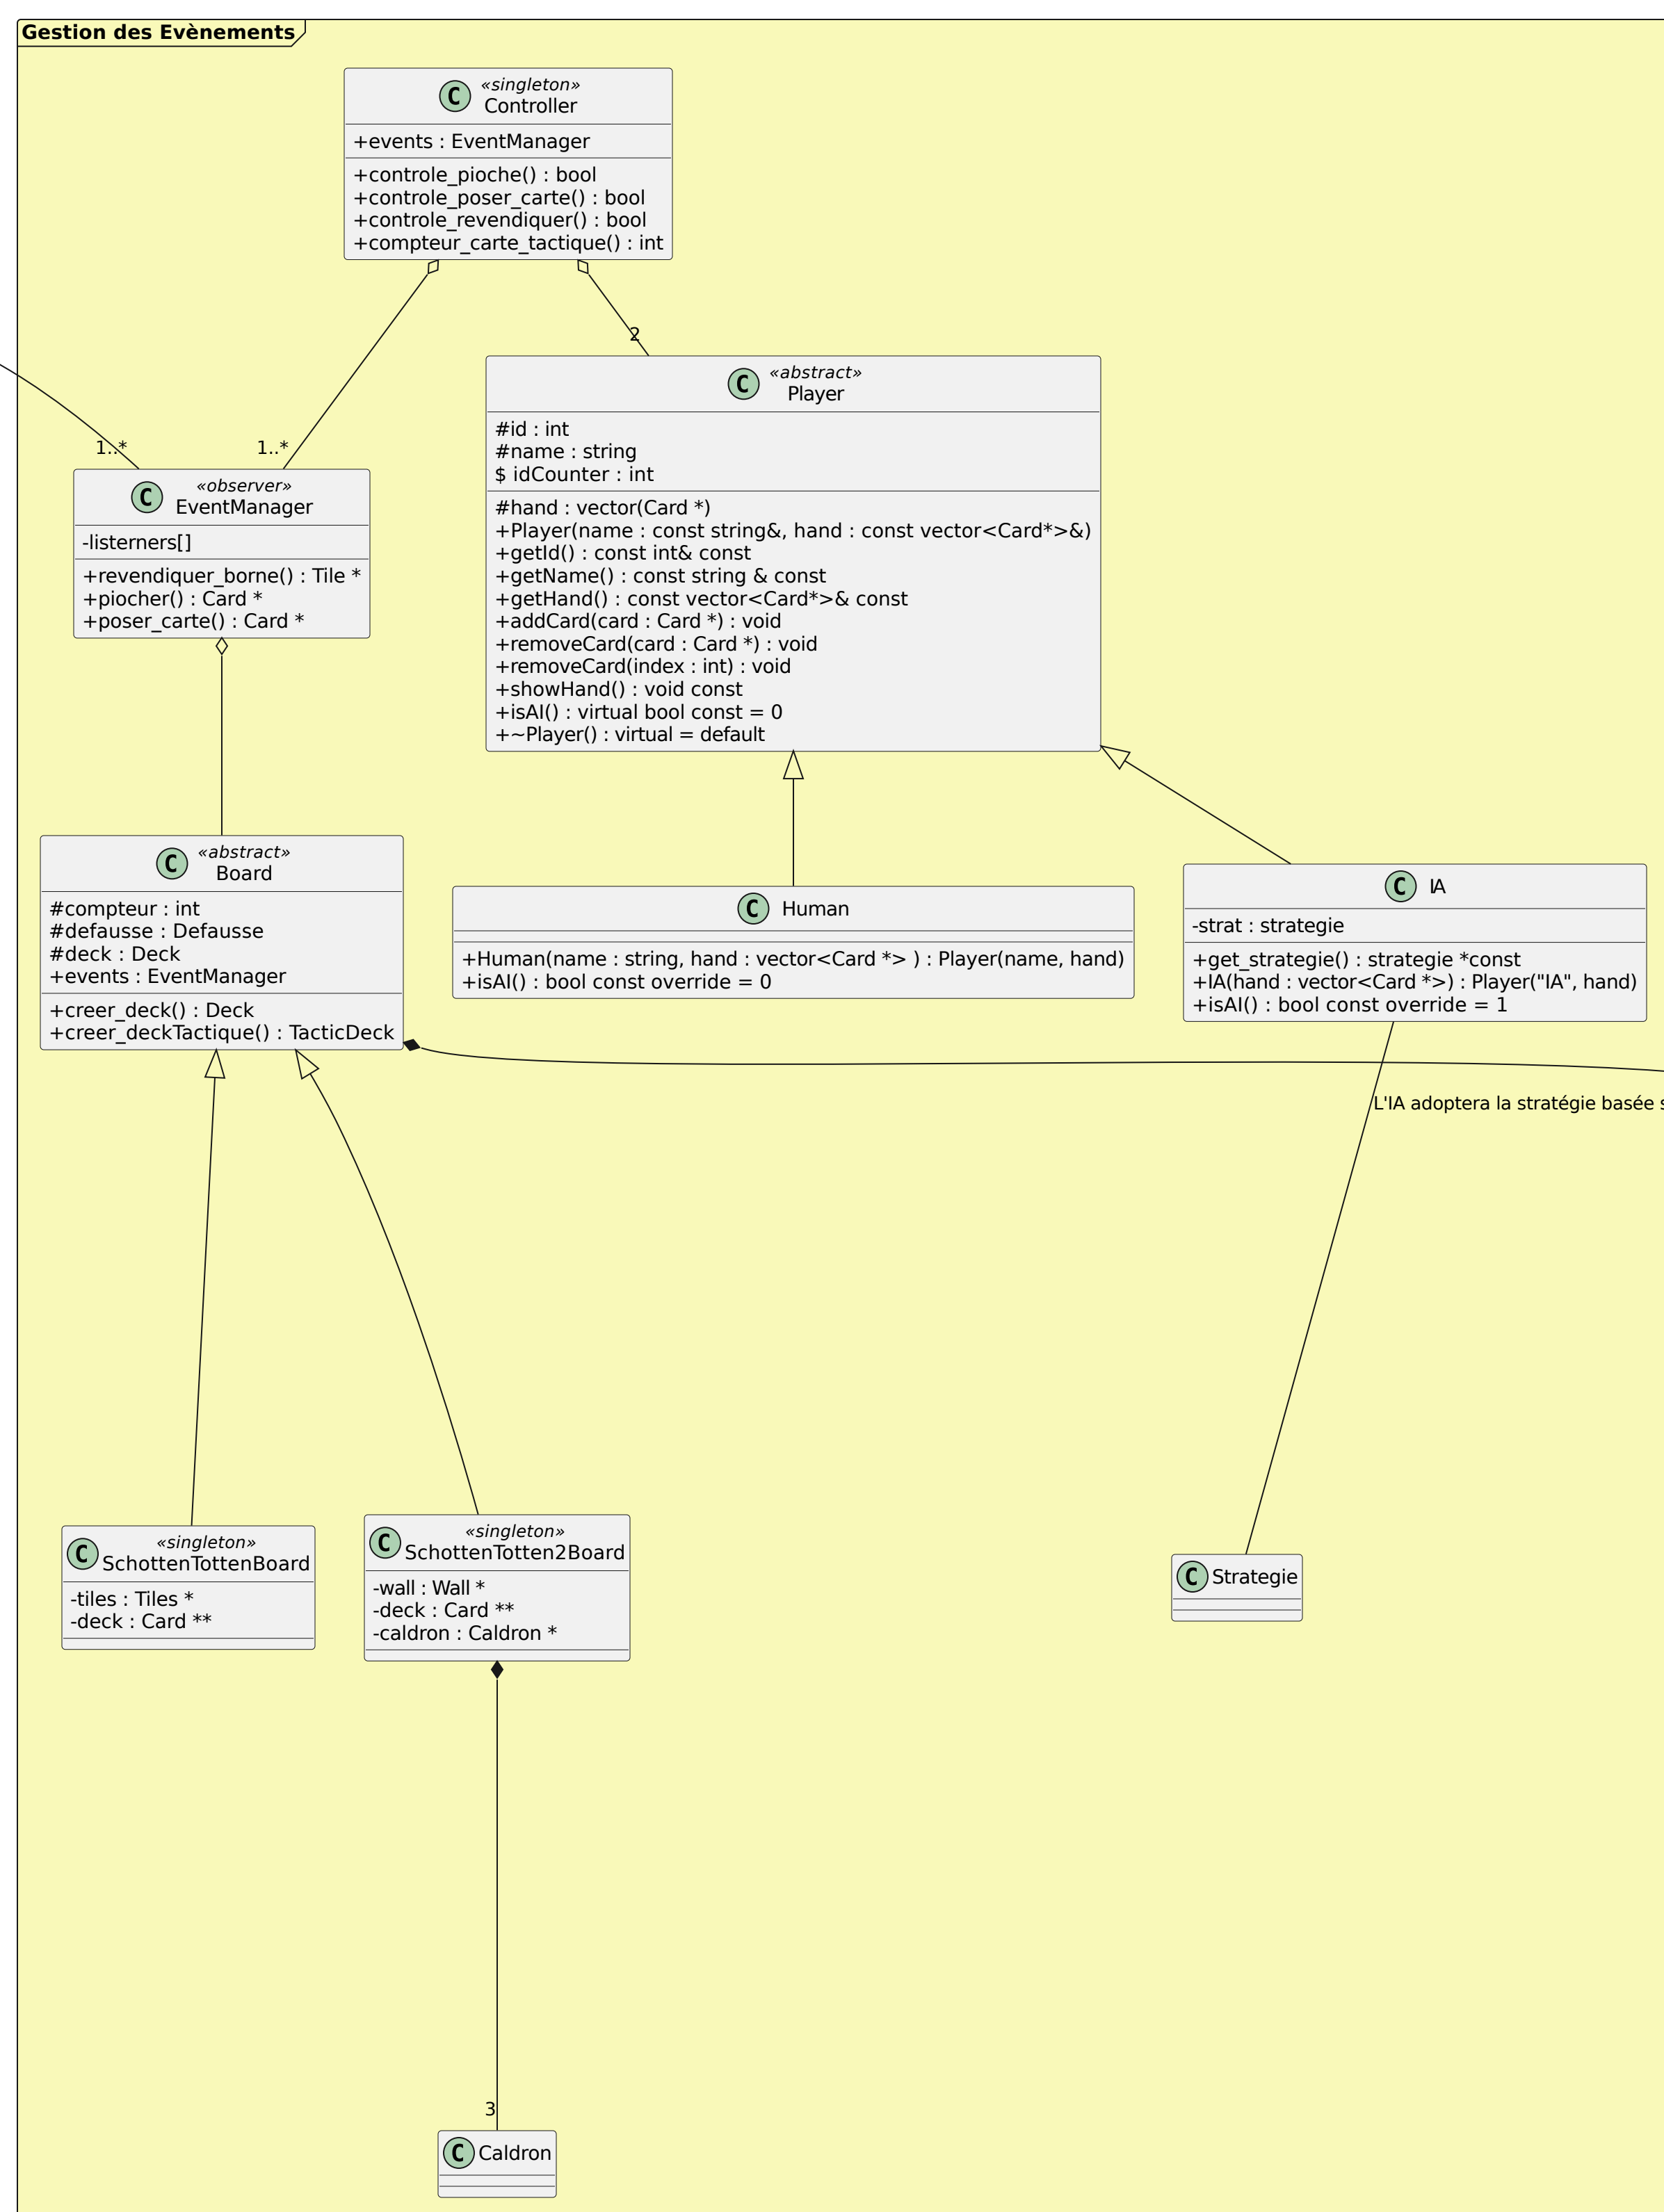 Gestion des Evènements
«singleton»
Controller
+events : EventManager
+controle_pioche() : bool
+controle_poser_carte() : bool
+controle_revendiquer() : bool
+compteur_carte_tactique() : int
2
«abstract»
Player
#id : int
#name : string
$ idCounter : int
#hand : vector(Card *)
+Player(name : const string&, hand : const vector<Card*>&)
+getId() : const int& const
+getName() : const string & const
+getHand() : const vector<Card*>& const
+addCard(card : Card *) : void
+removeCard(card : Card *) : void
+removeCard(index : int) : void
+showHand() : void const
+isAI() : virtual bool const = 0
+~Player() : virtual = default
1..*
1..*
«observer»
EventManager
-listerners[]
+revendiquer_borne() : Tile *
+piocher() : Card *
+poser_carte() : Card *
«abstract»
Board
#compteur : int
#defausse : Defausse
#deck : Deck
+events : EventManager
+creer_deck() : Deck
+creer_deckTactique() : TacticDeck
Human
+Human(name : string, hand : vector<Card *> ) : Player(name, hand)
+isAI() : bool const override = 0
IA
-strat : strategie
+get_strategie() : strategie *const
+IA(hand : vector<Card *>) : Player("IA", hand)
+isAI() : bool const override = 1
L'IA adoptera la stratégie basée s
«singleton»
SchottenTottenBoard
-tiles : Tiles *
-deck : Card **
«singleton»
SchottenTotten2Board
-wall : Wall *
-deck : Card **
-caldron : Caldron *
Strategie
3
Caldron